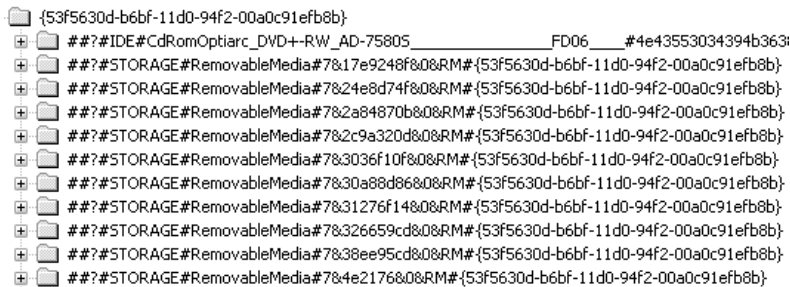 {53f5630d-b6bf-11d0-94f2-00a0c91efb8b}
##?#IDE#CdRomOptiarc_DVD+-RW_AD-7580S___________________FD06____#4e43553034394b3638
##?#STORAGE#RemovableMedia#7&17e9248f&0&RM#{53f5630d-b6bf-11d0-94f2-00a0c91efb8b}
##?#STORAGE#RemovableMedia#7&24e8d74f&0&RM#{53f5630d-b6bf-11d0-94f2-00a0c91efb8b}
##?#STORAGE#RemovableMedia#7&2a84870b&0&RM#{53f5630d-b6bf-11d0-94f2-00a0c91efb8b}
##?#STORAGE#RemovableMedia#7&2c9a320d&0&RM#{53f5630d-b6bf-11d0-94f2-00a0c91efb8b}
##?#STORAGE#RemovableMedia#7&3036f10f&0&RM#{53f5630d-b6bf-11d0-94f2-00a0c91efb8b}
##?#STORAGE#RemovableMedia#7&30a88d86&0&RM#{53f5630d-b6bf-11d0-94f2-00a0c91efb8b}
##?#STORAGE#RemovableMedia#7&31276f14&0&RM#{53f5630d-b6bf-11d0-94f2-00a0c91efb8b}
##?#STORAGE#RemovableMedia#7&326659cd&0&RM#{53f5630d-b6bf-11d0-94f2-00a0c91efb8b}
##?#STORAGE#RemovableMedia#7&38ee95cd&0&RM#{53f5630d-b6bf-11d0-94f2-00a0c91efb8b}
##?#STORAGE#RemovableMedia#7&4e2176&0&RM#{53f5630d-b6bf-11d0-94f2-00a0c91efb8b}